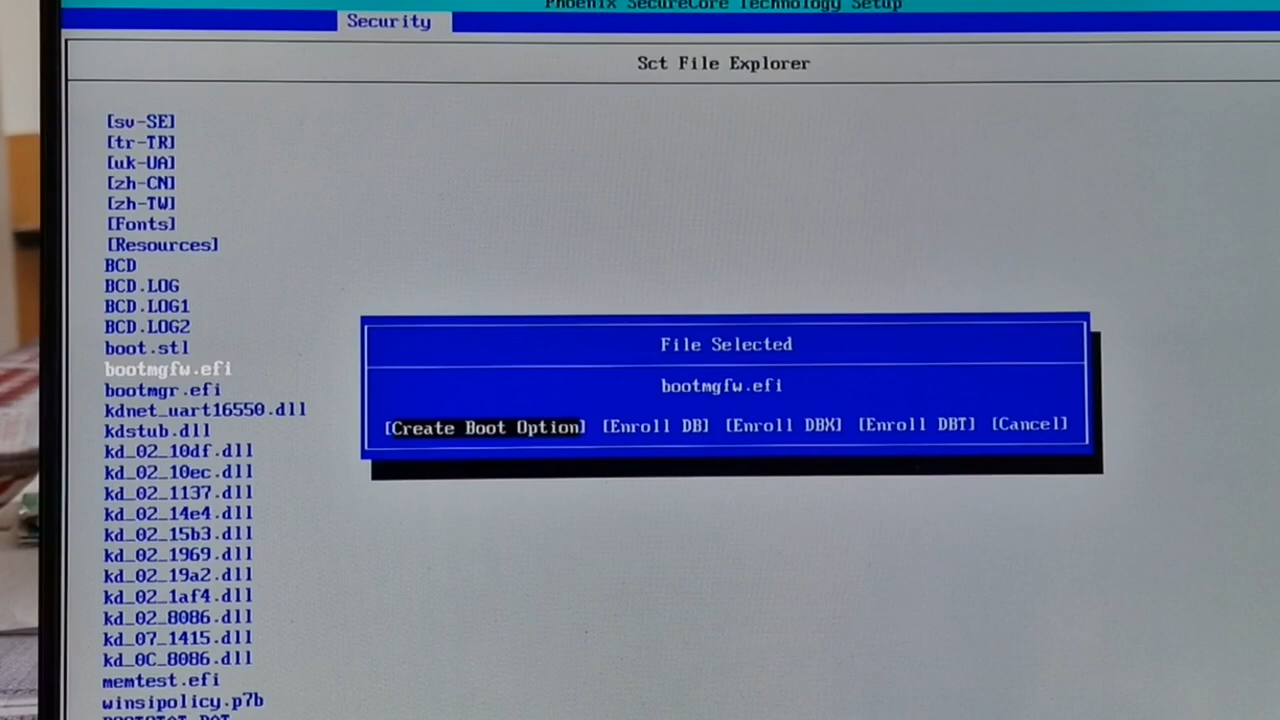 Phoenix SecureCore Technology Setup
Security
Sct File Explorer
[sv-SE]
[tr-TR]
[uk-UA]
[zh-CN]
[zh-TW]
[Fonts]
[Resources]
BCD
BCD.LOG
BCD.LOG1
BCD.LOG2
boot.stl
bootmgfw.efi
bootmgr.efi
kdnet_uart16550.dll
kdstub.dll
kd_02_10df.dll
kd_02_10ec.dll
kd_02_1137.dll
kd_02_14e4.dll
kd_02_15b3.dll
kd_02_1969.dll
kd_02_19a2.dll
kd_02_1af4.dll
kd_02_8086.dll
kd_07_1415.dll
kd_0C_8086.dll
memtest.efi
winsipolicy.p7b
BOOTSTAT.DAT
File Selected
bootmgfw.efi
[Create Boot Option] [Enroll DB] [Enroll DBX] [Enroll DBT] [Cancel]